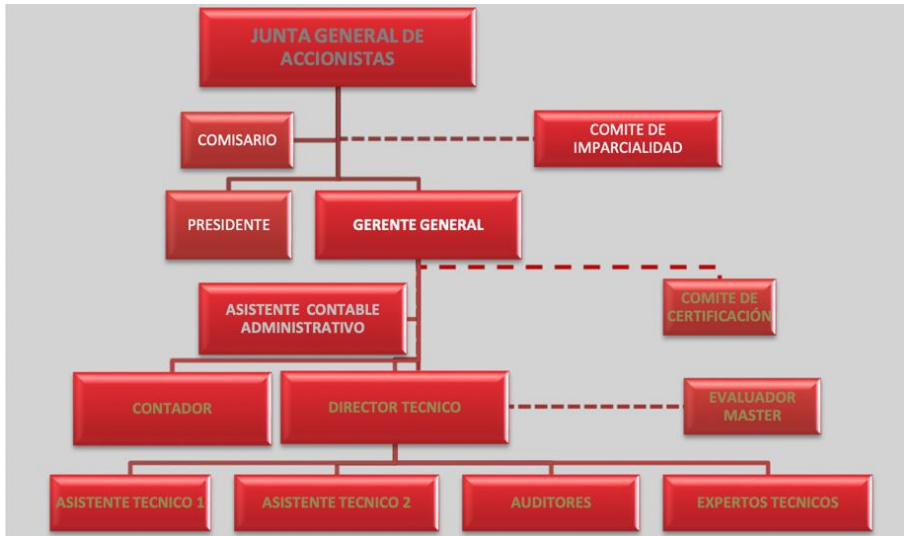 JUNTA GENERAL DE
ACCIONISTAS
COMISARIO
COMITE DE
IMPARCIALIDAD
PRESIDENTE
GERENTE GENERAL
ASISTENTE CONTABLE
ADMINISTRATIVO
COMITE DE
CERTIFICACIÓN
CONTADOR
DIRECTOR TECNICO
EVALUADOR
MASTER
ASISTENTE TECNICO 1
ASISTENTE TECNICO 2
AUDITORES
EXPERTOS TECNICOS